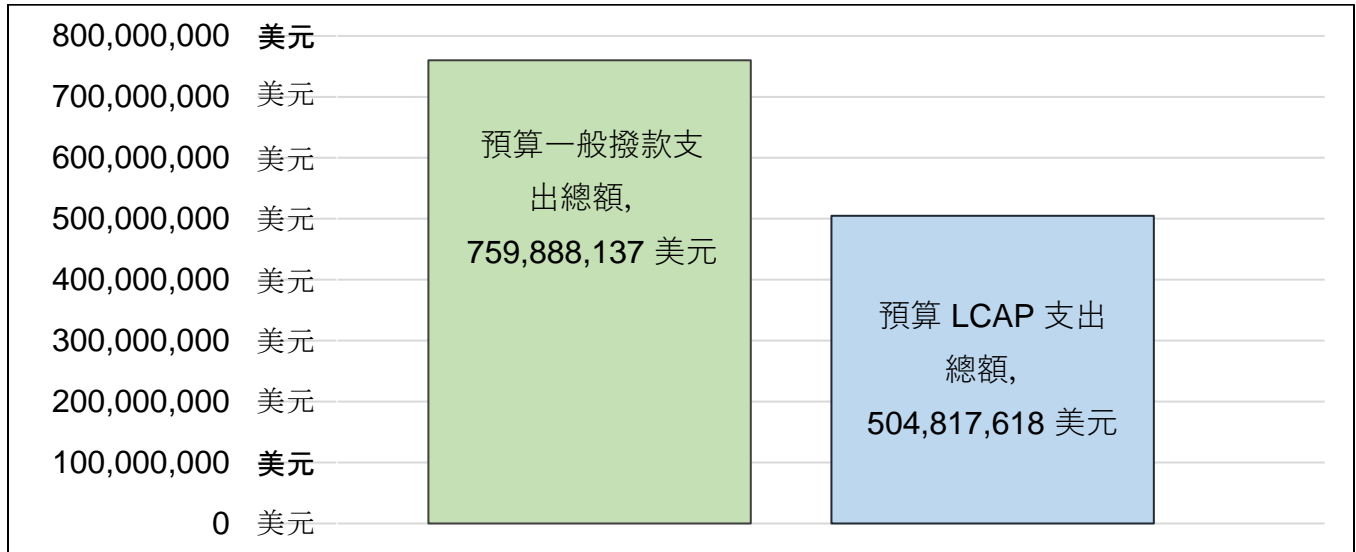 800,000,000 美元
700,000,000 美元
600,000,000 美元
500,000,000 美元
400,000,000 美元
300,000,000 美元
200,000,000 美元
100,000,000 美元
0 美元
預算一般撥款支
出總額,
759,888,137 美元
預算 LCAP 支出
總額,
504,817,618 美元